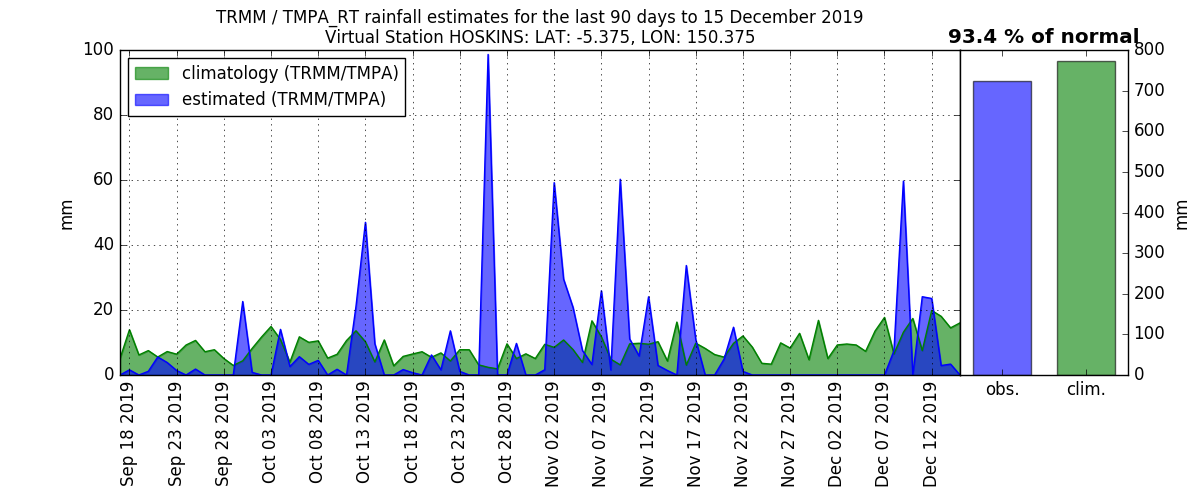 TRMM / TMPA_RT rainfall estimates for the last 90 days to 15 December 2019
Virtual Station HOSKINS: LAT: -5.375, LON: 150.375
93.4 % of normal
climatology (TRMM/TMPA)
estimated (TRMM/TMPA)
100
80
60
40
20
0
mm
Sep 18 2019
Sep 23 2019
Sep 28 2019
Oct 03 2019
Oct 08 2019
Oct 13 2019
Oct 18 2019
Oct 23 2019
Oct 28 2019
Nov 02 2019
Nov 07 2019
Nov 12 2019
Nov 17 2019
Nov 22 2019
Nov 27 2019
Dec 02 2019
Dec 07 2019
Dec 12 2019
800
700
600
500
400
300
200
100
0
mm
obs.
clim.